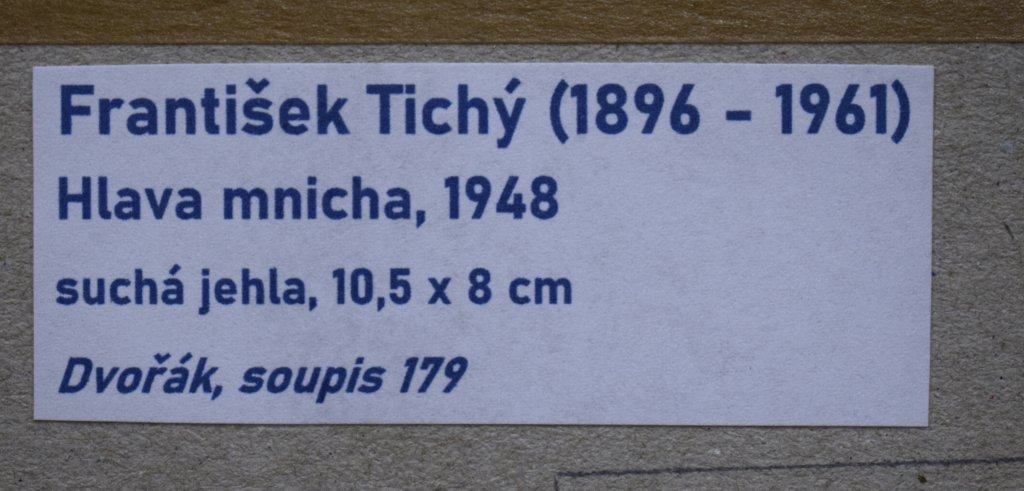 František Tichý (1896 - 1961)
Hlava mnicha, 1948
suchá jehla, 10,5 x 8 cm
Dvořák, soupis 179